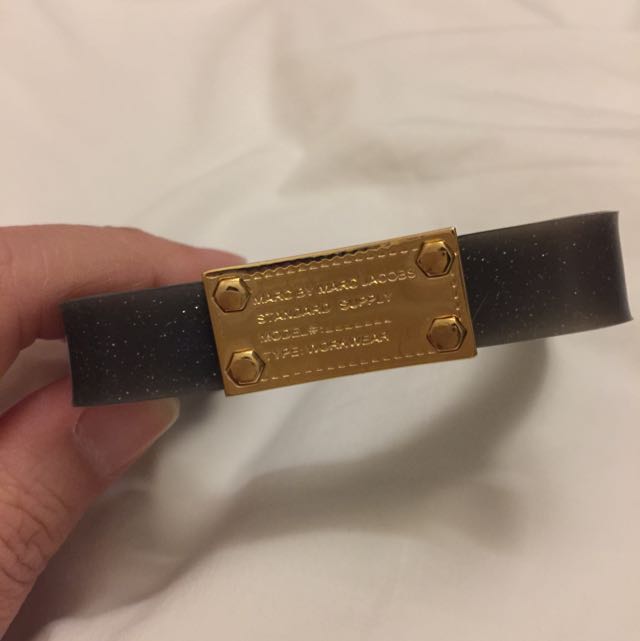 MARC BY MARC JACOBS
STANDARD SUPPLY
MODEL #:
TYPE: WORKWEAR